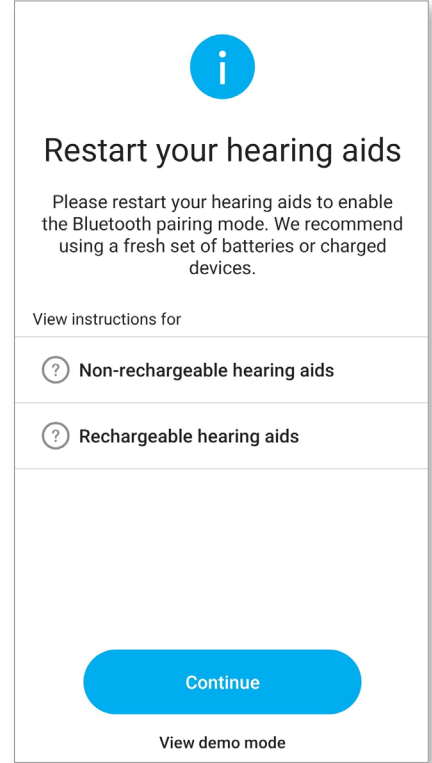 i
Restart your hearing aids
Please restart your hearing aids to enable
the Bluetooth pairing mode. We recommend
using a fresh set of batteries or charged
devices.
View instructions for
? Non-rechargeable hearing aids
? Rechargeable hearing aids
Continue
View demo mode